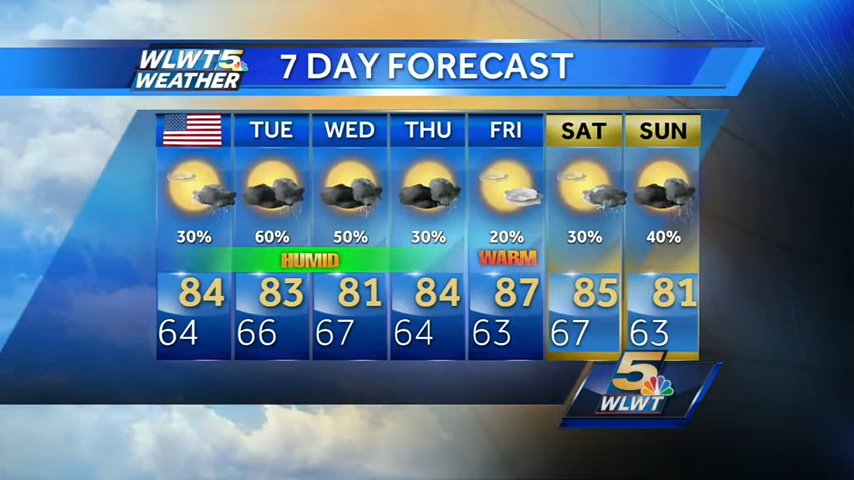 WLWT 5
WEATHER
7 DAY FORECAST
TUE WED THU FRI SAT SUN
30% 60% 50% 30% 20% 30% 40%
HUMID WARM
84 83 81 84 87 85 81
64 66 67 64 63 67 63
5
WLWT